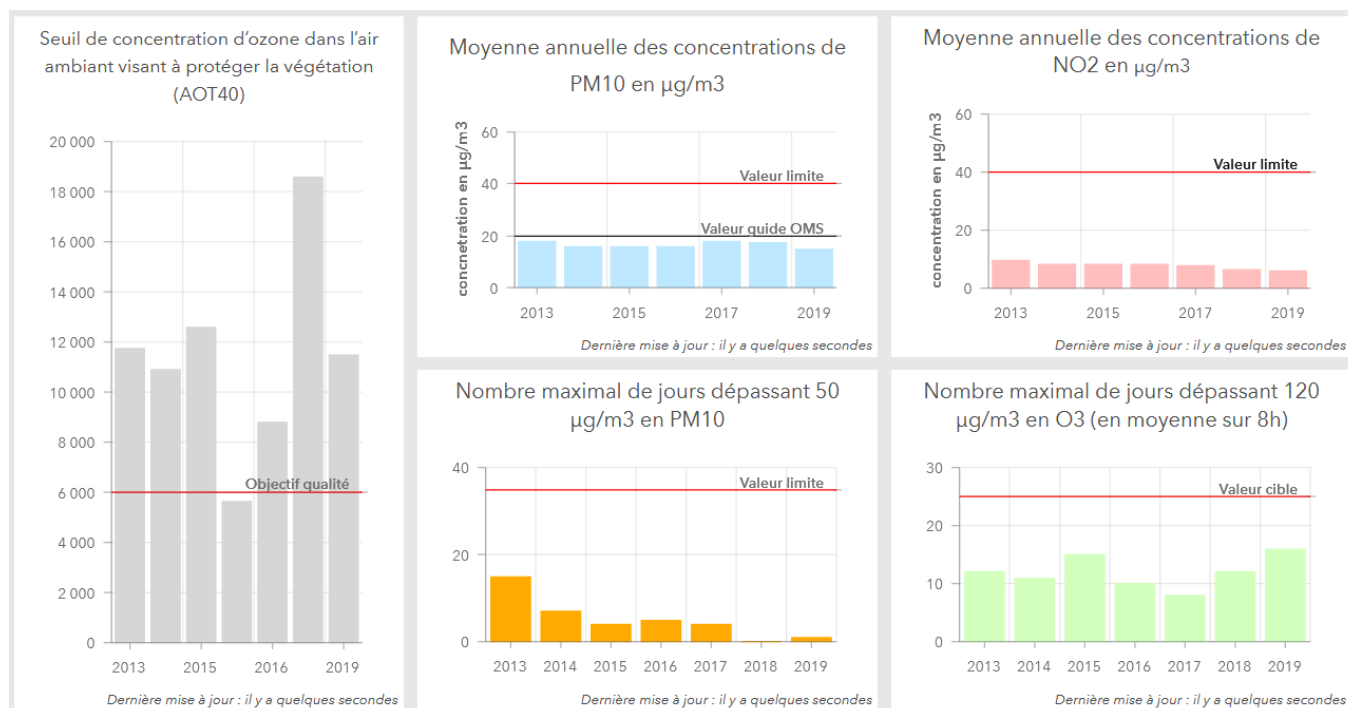 Seuil de concentration d'ozone dans l'air
ambiant visant à protéger la végétation
(AOT40)
20 000
18 000
16 000
14 000
12 000
10 000
8 000
6 000
4 000
2 000
0
Objectif qualité
2013
2015
2016
2019
Dernière mise à jour : il y a quelques secondes
Moyenne annuelle des concentrations de
PM10 en µg/m3
concnetration en µg/m3
60
40
20
0
Valeur limite
Valeur guide OMS
2013
2015
2017
2019
Dernière mise à jour : il y a quelques secondes
Moyenne annuelle des concentrations de
NO2 en µg/m3
concentration en µg/m3
60
40
20
0
Valeur limite
2013
2015
2017
2019
Dernière mise à jour : il y a quelques secondes
Nombre maximal de jours dépassant 50
µg/m3 en PM10
40
20
0
Valeur limite
2013
2014
2015
2016
2017
2018
2019
Dernière mise à jour : il y a quelques secondes
Nombre maximal de jours dépassant 120
µg/m3 en O3 (en moyenne sur 8h)
30
20
10
0
Valeur cible
2013
2014
2015
2016
2017
2018
2019
Dernière mise à jour : il y a quelques secondes